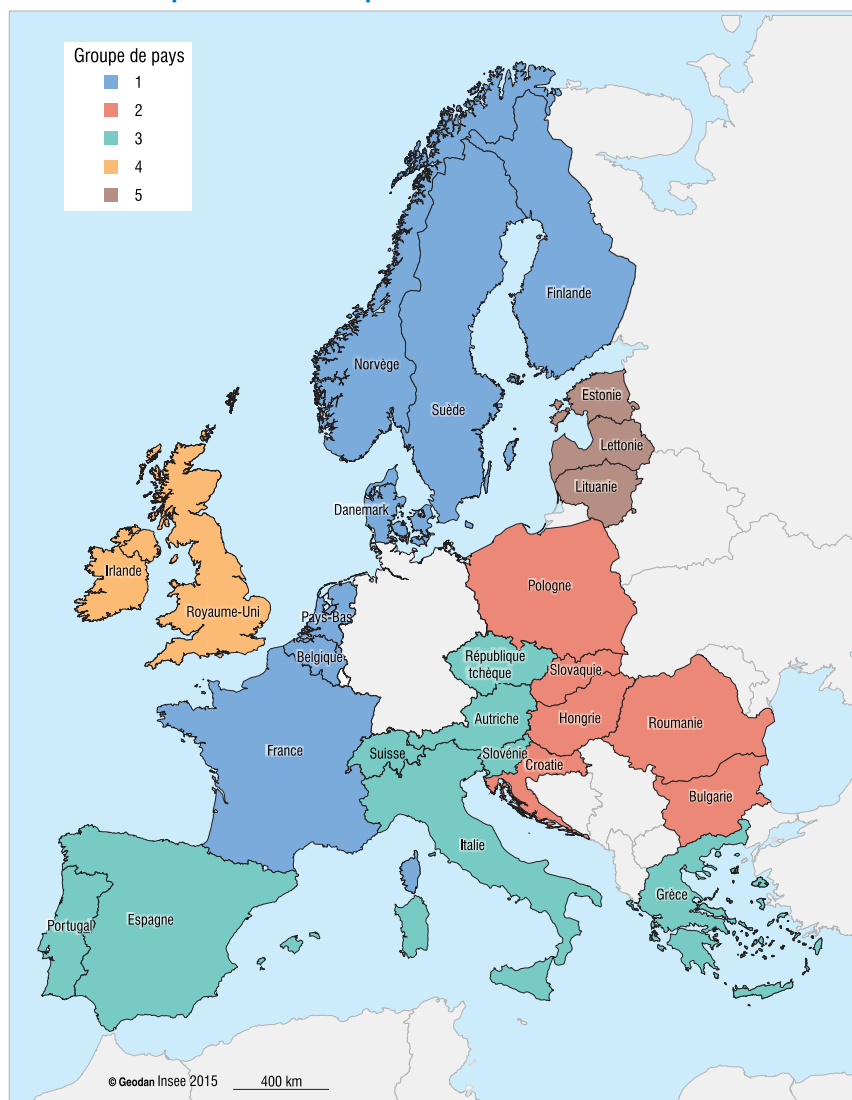 Groupe de pays
1
2
3
4
5
Finlande
Norvège
Suède
Estonie
Lettonie
Lituanie
Danemark
Irlande
Royaume-Uni
Pologne
Pays-Bas
Belgique
République
tchèque
Slovaquie
Autriche
Hongrie
Roumanie
France
Suisse
Slovénie
Croatie
Bulgarie
Italie
Grèce
Espagne
Portugal
© Geodan Insee 2015
400 km